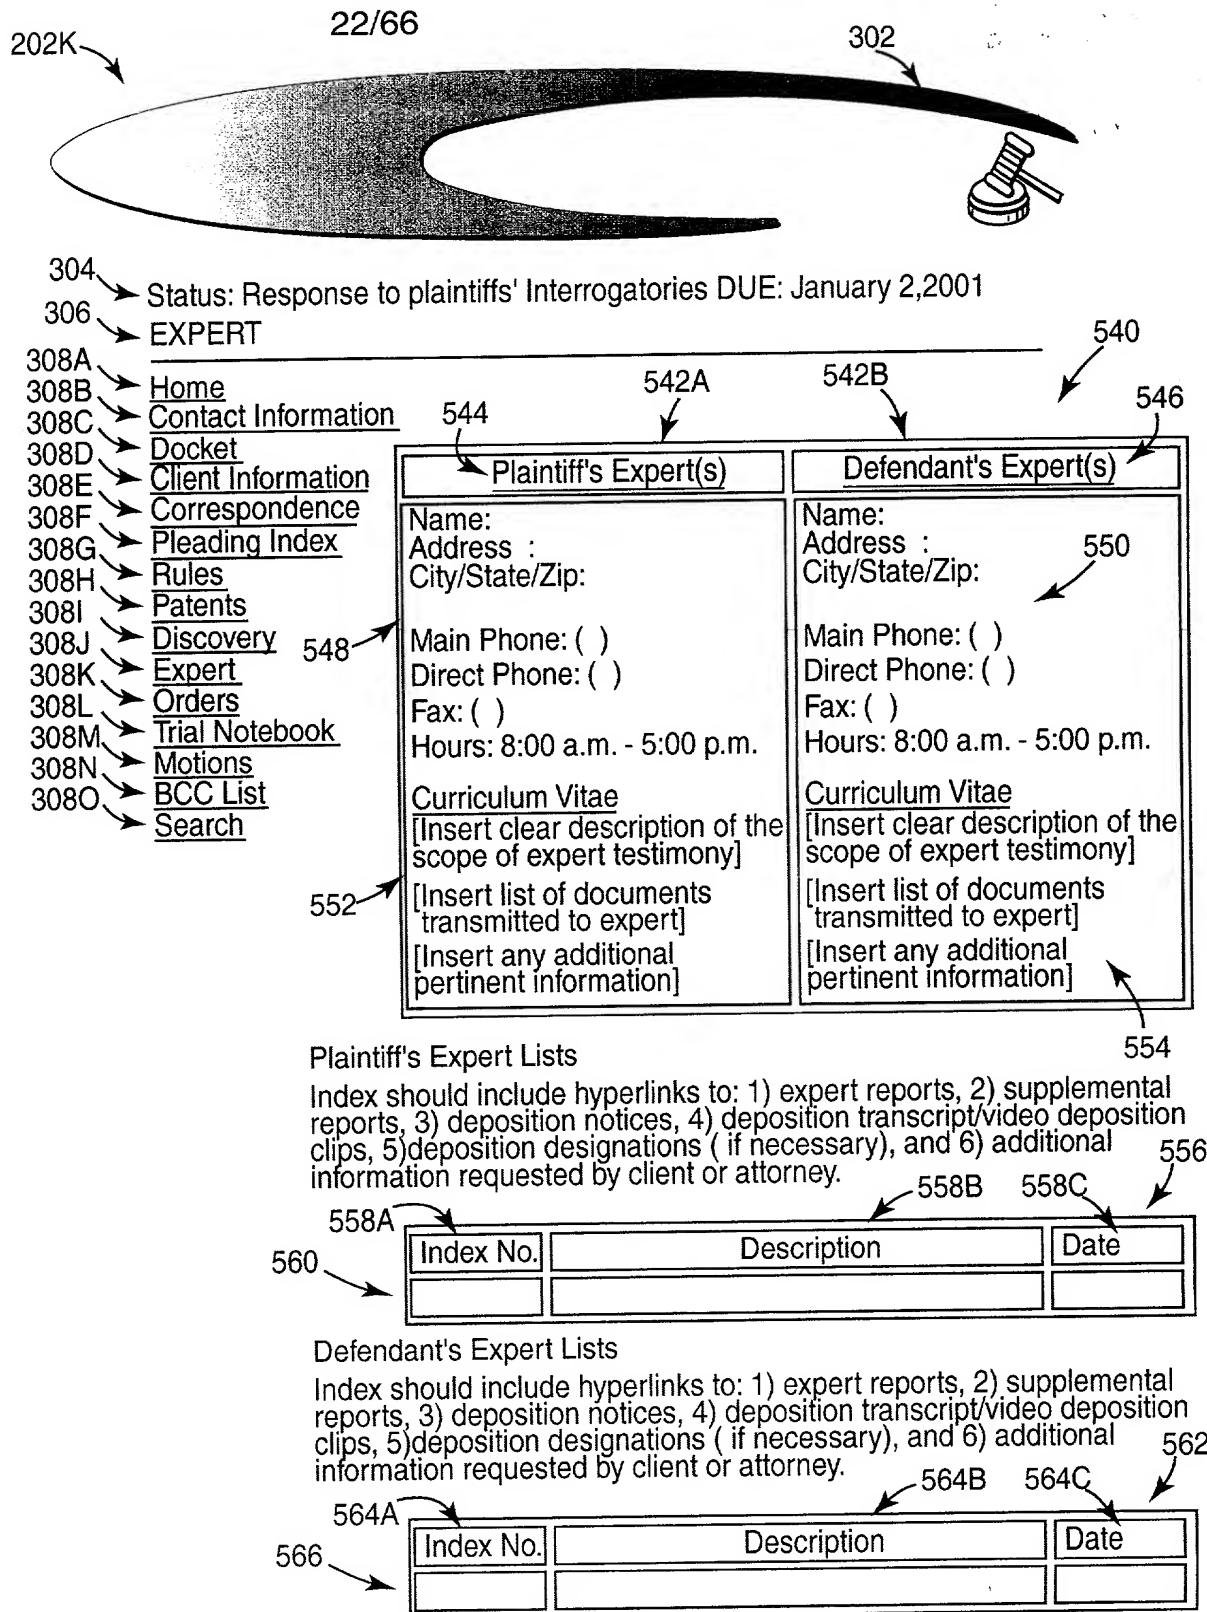 22/66
202K
302
304 Status: Response to plaintiffs' Interrogatories DUE: January 2,2001
306 EXPERT
308A Home
308B Contact Information
308C Docket
308D Client Information
308E Correspondence
308F Pleading Index
308G Rules
308H Patents
308I Discovery
308J Expert
308K Orders
308L Trial Notebook
308M Motions
308N BCC List
308O Search
540
542A
542B
544
546
Plaintiff's Expert(s)
Name:
Address :
City/State/Zip:
548
Main Phone: ( )
Direct Phone: ( )
Fax: ( )
Hours: 8:00 a.m. - 5:00 p.m.
Curriculum Vitae
[Insert clear description of the
scope of expert testimony]
552
[Insert list of documents
transmitted to expert]
[Insert any additional
pertinent information]
Defendant's Expert(s)
Name:
Address :
City/State/Zip:
550
Main Phone: ( )
Direct Phone: ( )
Fax: ( )
Hours: 8:00 a.m. - 5:00 p.m.
Curriculum Vitae
[Insert clear description of the
scope of expert testimony]
[Insert list of documents
transmitted to expert]
[Insert any additional
pertinent information]
554
Plaintiff's Expert Lists
Index should include hyperlinks to: 1) expert reports, 2) supplemental
reports, 3) deposition notices, 4) deposition transcript/video deposition
clips, 5)deposition designations ( if necessary), and 6) additional
information requested by client or attorney.
556
558A
558B
558C
Index No. Description Date
560
Defendant's Expert Lists
Index should include hyperlinks to: 1) expert reports, 2) supplemental
reports, 3) deposition notices, 4) deposition transcript/video deposition
clips, 5)deposition designations ( if necessary), and 6) additional
information requested by client or attorney.
562
564A
564B
564C
Index No. Description Date
566